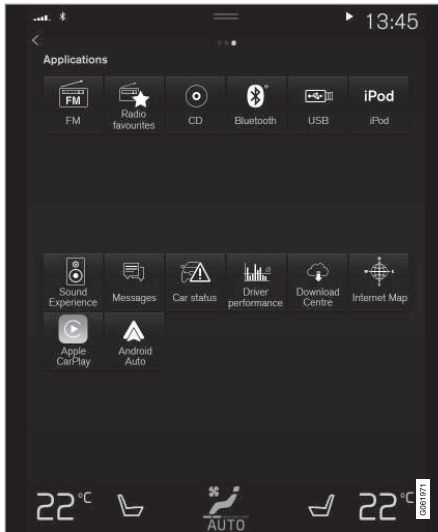 13:45
Applications
FM
iPod
FM
Radio
favourites
CD
Bluetooth
USB
iPod
Sound
Experience
Messages
Car status
Driver
performance
Download
Centre
Internet Map
Apple
CarPlay
Android
Auto
22°C
AUTO
22°C
G061971